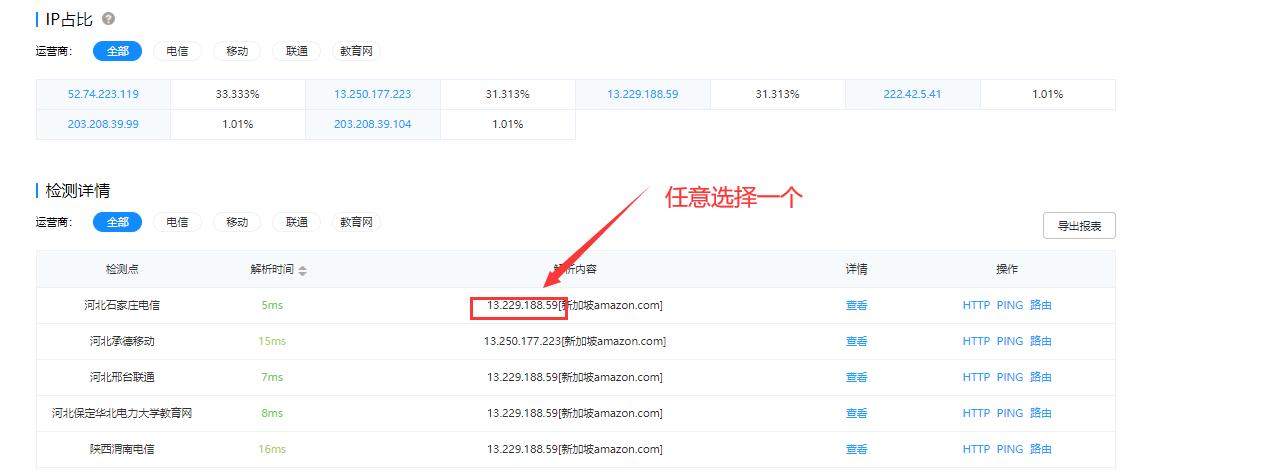 IP占比 ?
运营商: 全部 电信 移动 联通 教育网
52.74.223.119 33.333% 13.250.177.223 31.313% 13.229.188.59 31.313% 222.42.5.41 1.01%
203.208.39.99 1.01% 203.208.39.104 1.01%
检测详情
任意选择一个
运营商: 全部 电信 移动 联通 教育网
导出报表
检测点 解析时间 解析内容 详情 操作
河北石家庄电信 5ms 13.229.188.59[新加坡amazon.com] 查看 HTTP PING 路由
河北承德移动 15ms 13.250.177.223[新加坡amazon.com] 查看 HTTP PING 路由
河北邢台联通 7ms 13.229.188.59[新加坡amazon.com] 查看 HTTP PING 路由
河北保定华北电力大学教育网 8ms 13.229.188.59[新加坡amazon.com] 查看 HTTP PING 路由
陕西渭南电信 16ms 13.229.188.59[新加坡amazon.com] 查看 HTTP PING 路由